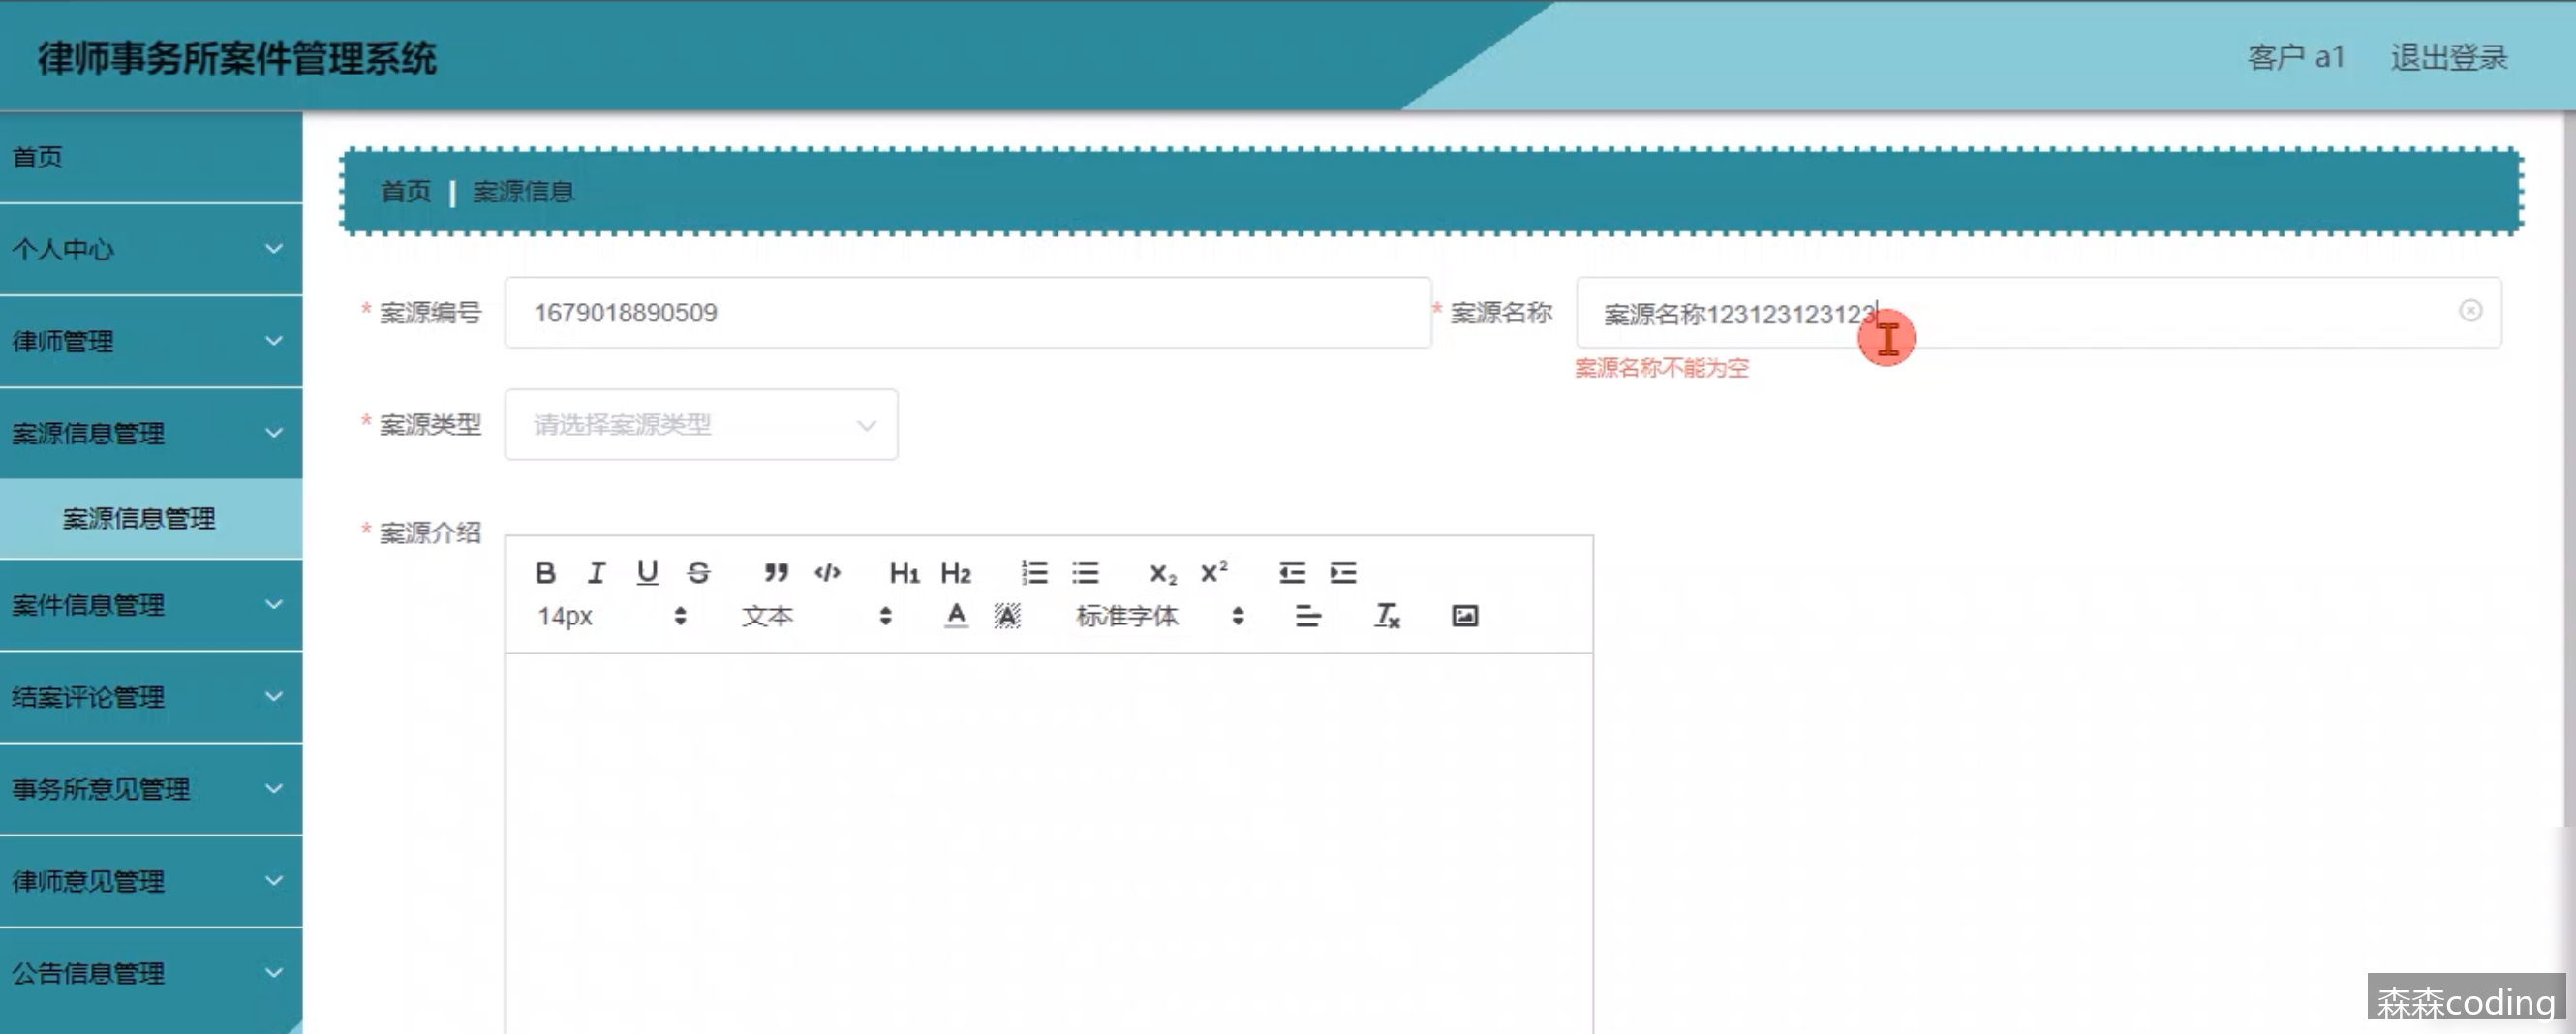 律师事务所案件管理系统
客户 a1 退出登录
首页
个人中心
律师管理
案源信息管理
案源信息管理
案件信息管理
结案评论管理
事务所意见管理
律师意见管理
公告信息管理
首页 | 案源信息
* 案源编号 1679018890509 * 案源名称 案源名称123123123123
案源名称不能为空
* 案源类型 请选择案源类型
* 案源介绍
B I U S ” </> H1 H2 X₂ X²
14px 文本 A A 标准字体 Tx
森森coding